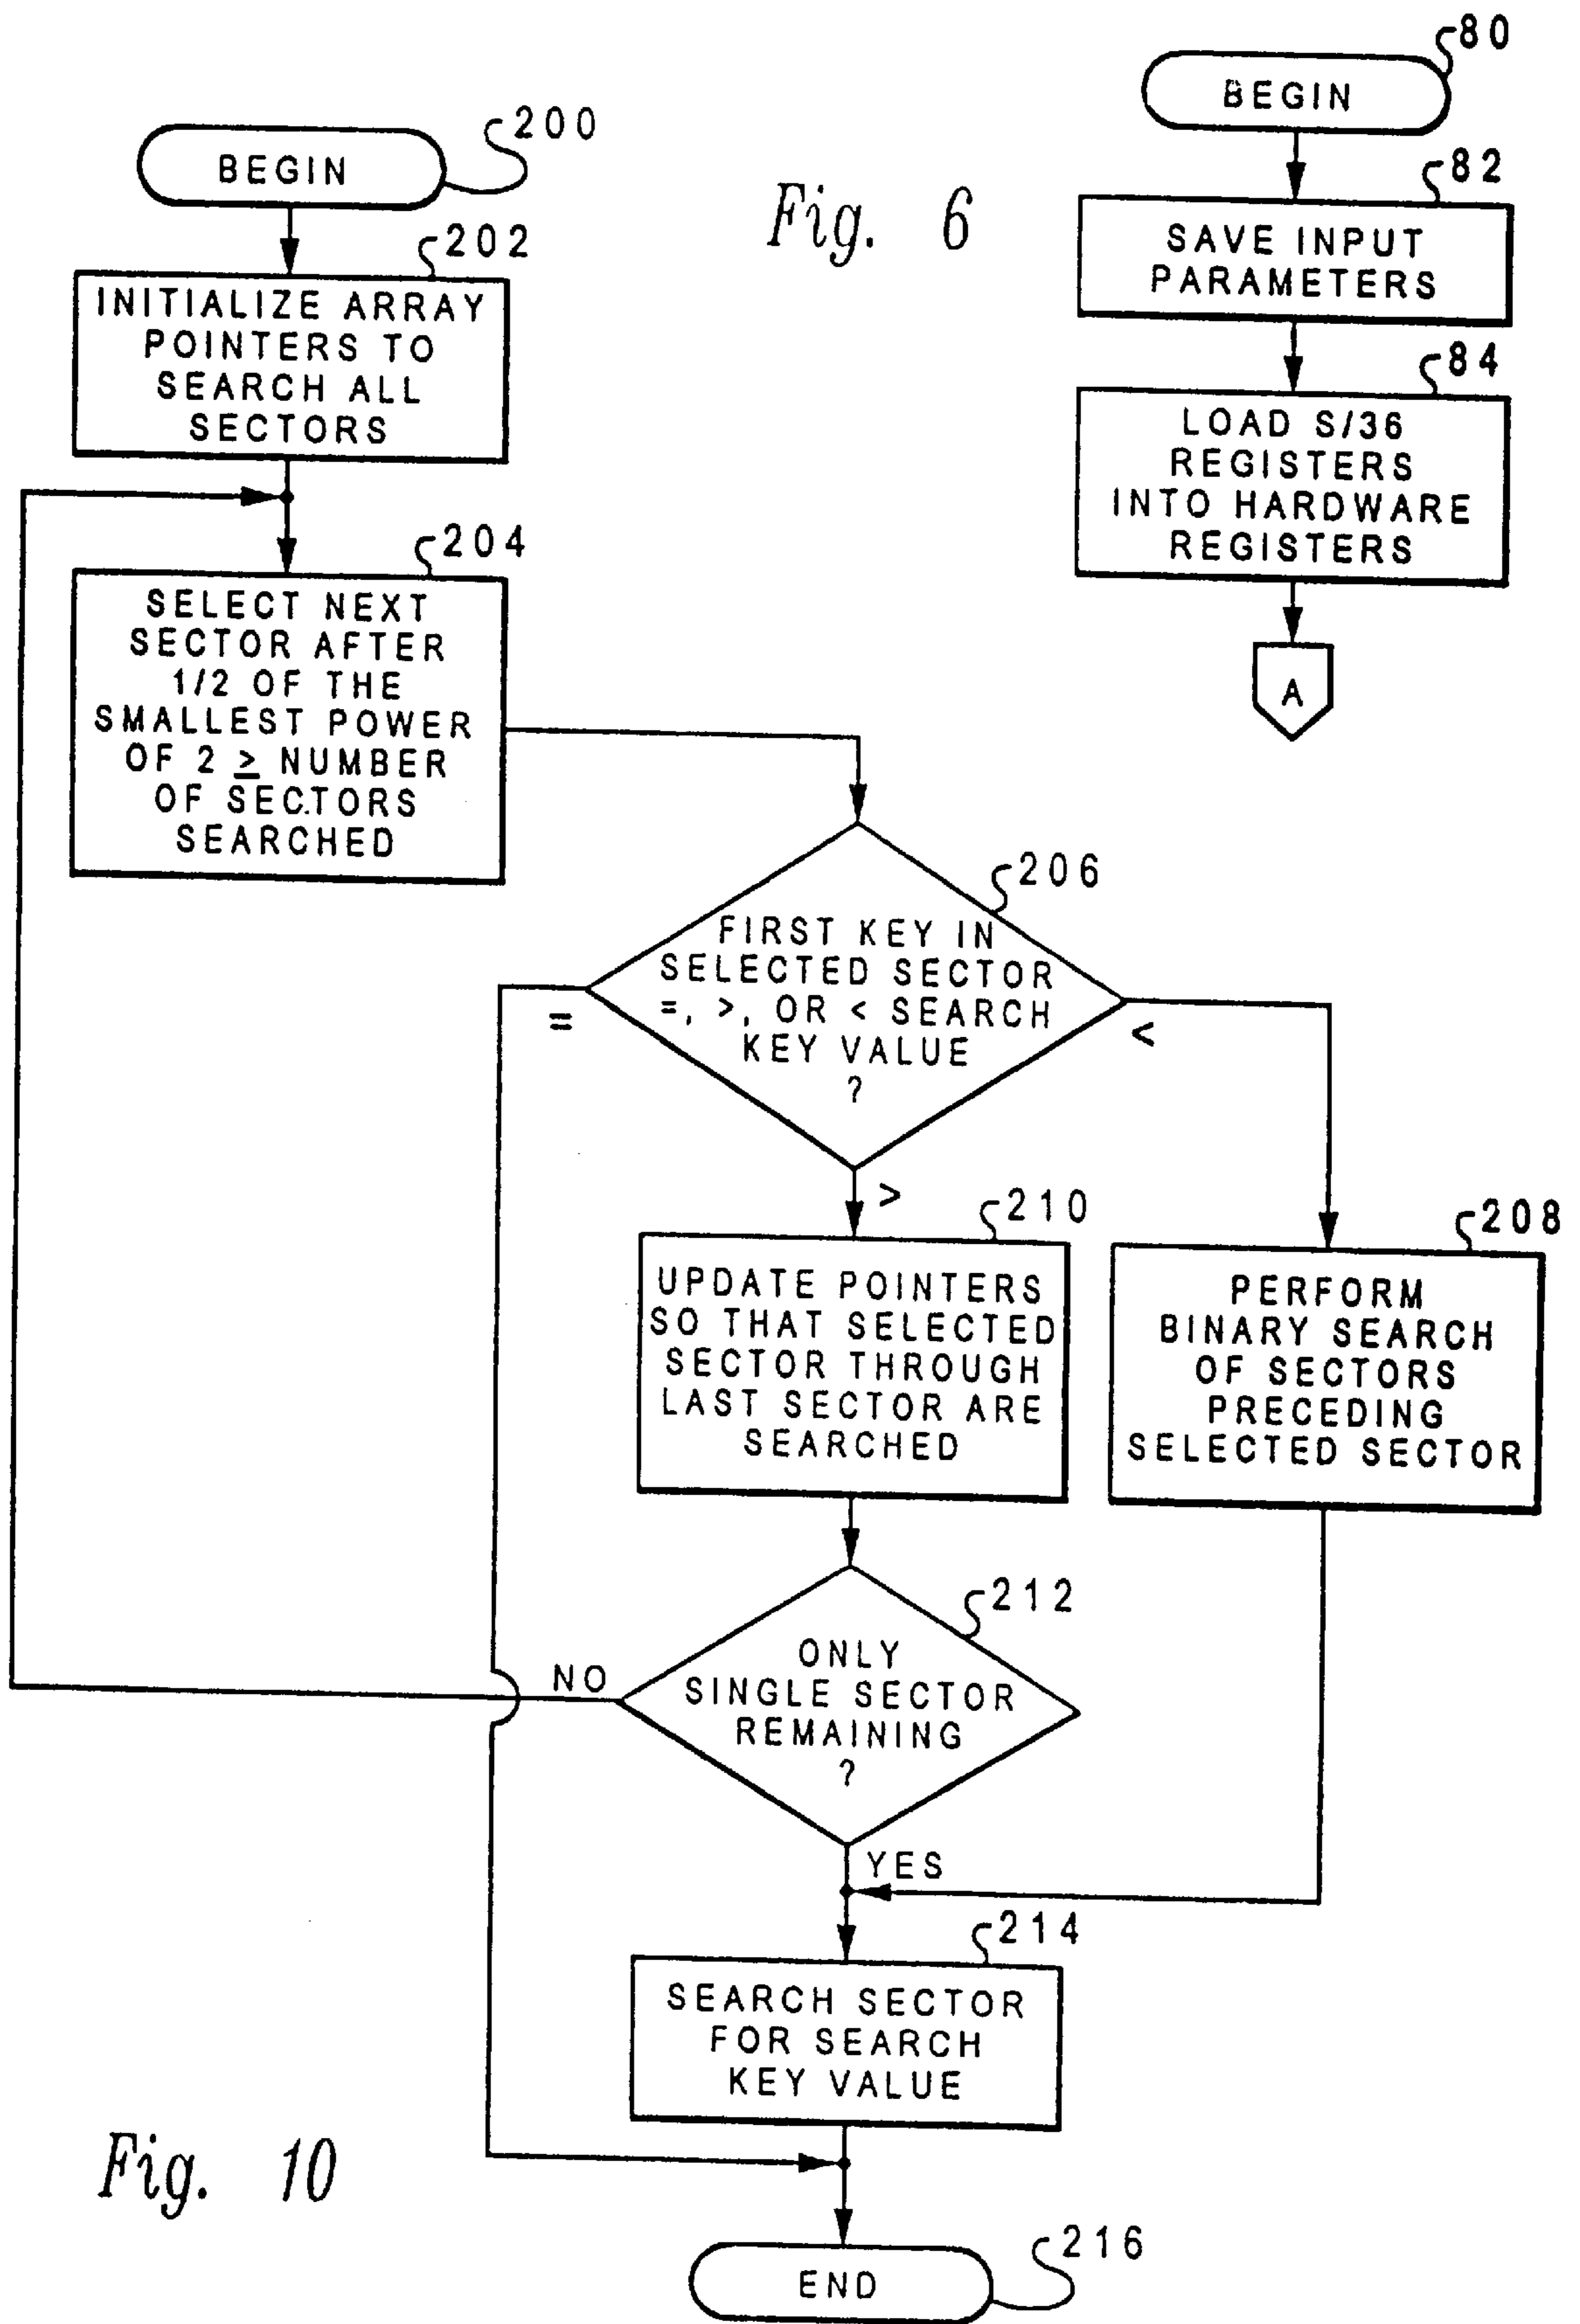 200
BEGIN
202
INITIALIZE ARRAY
POINTERS TO
SEARCH ALL
SECTORS
204
SELECT NEXT
SECTOR AFTER
1/2 OF THE
SMALLEST POWER
OF 2 ≥ NUMBER
OF SECTORS
SEARCHED
206
FIRST KEY IN
SELECTED SECTOR
=, >, OR < SEARCH
KEY VALUE
?
=
<
>
210
UPDATE POINTERS
SO THAT SELECTED
SECTOR THROUGH
LAST SECTOR ARE
SEARCHED
208
PERFORM
BINARY SEARCH
OF SECTORS
PRECEDING
SELECTED SECTOR
212
ONLY
SINGLE SECTOR
REMAINING
?
NO
YES
214
SEARCH SECTOR
FOR SEARCH
KEY VALUE
216
END
Fig. 10
80
BEGIN
82
SAVE INPUT
PARAMETERS
84
LOAD S/36
REGISTERS
INTO HARDWARE
REGISTERS
A
Fig. 6